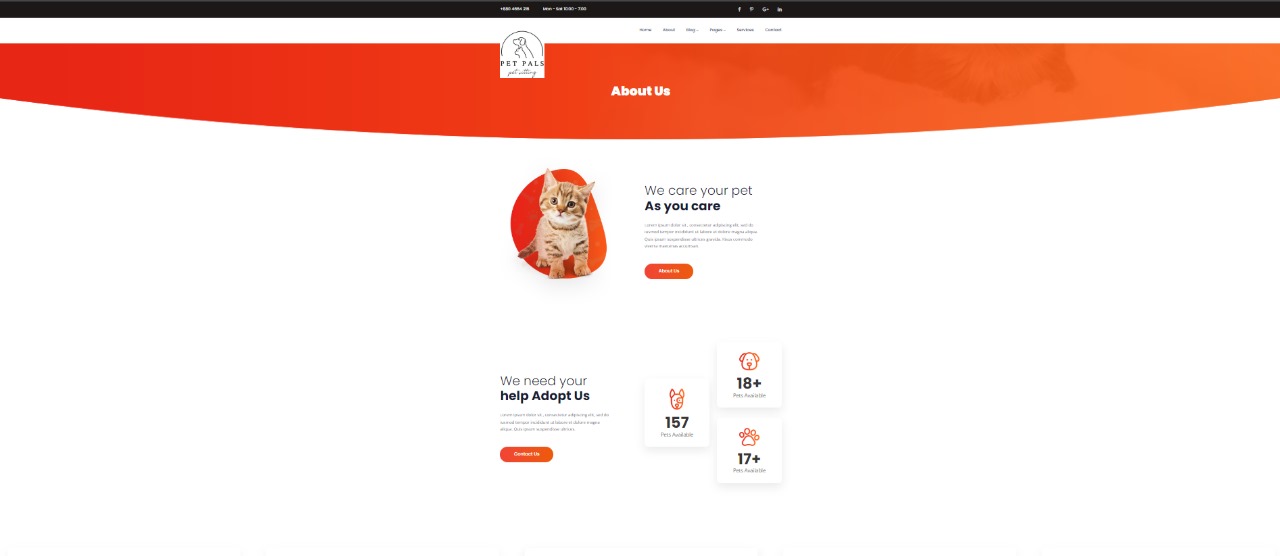 Mon - Sat 10:00 - 7:00
Home About Blog Pages Services Contact
PET PALS
pet sitting
About Us
We care your pet
As you care
Lorem ipsum dolor sit, consectetur adipiscing elit, sed do
eiusmod tempor incididunt ut labore et dolore magna aliqua.
Quis ipsum suspendisse ultrices gravida. Risus commodo
viverra maecenas accumsan.
About Us
We need your
help Adopt Us
Lorem ipsum dolor sit, consectetur adipiscing elit, sed do
eiusmod tempor incididunt ut labore et dolore magna
aliqua. Quis ipsum suspendisse ultrices.
Contact Us
157
Pets Available
18+
Pets Available
17+
Pets Available